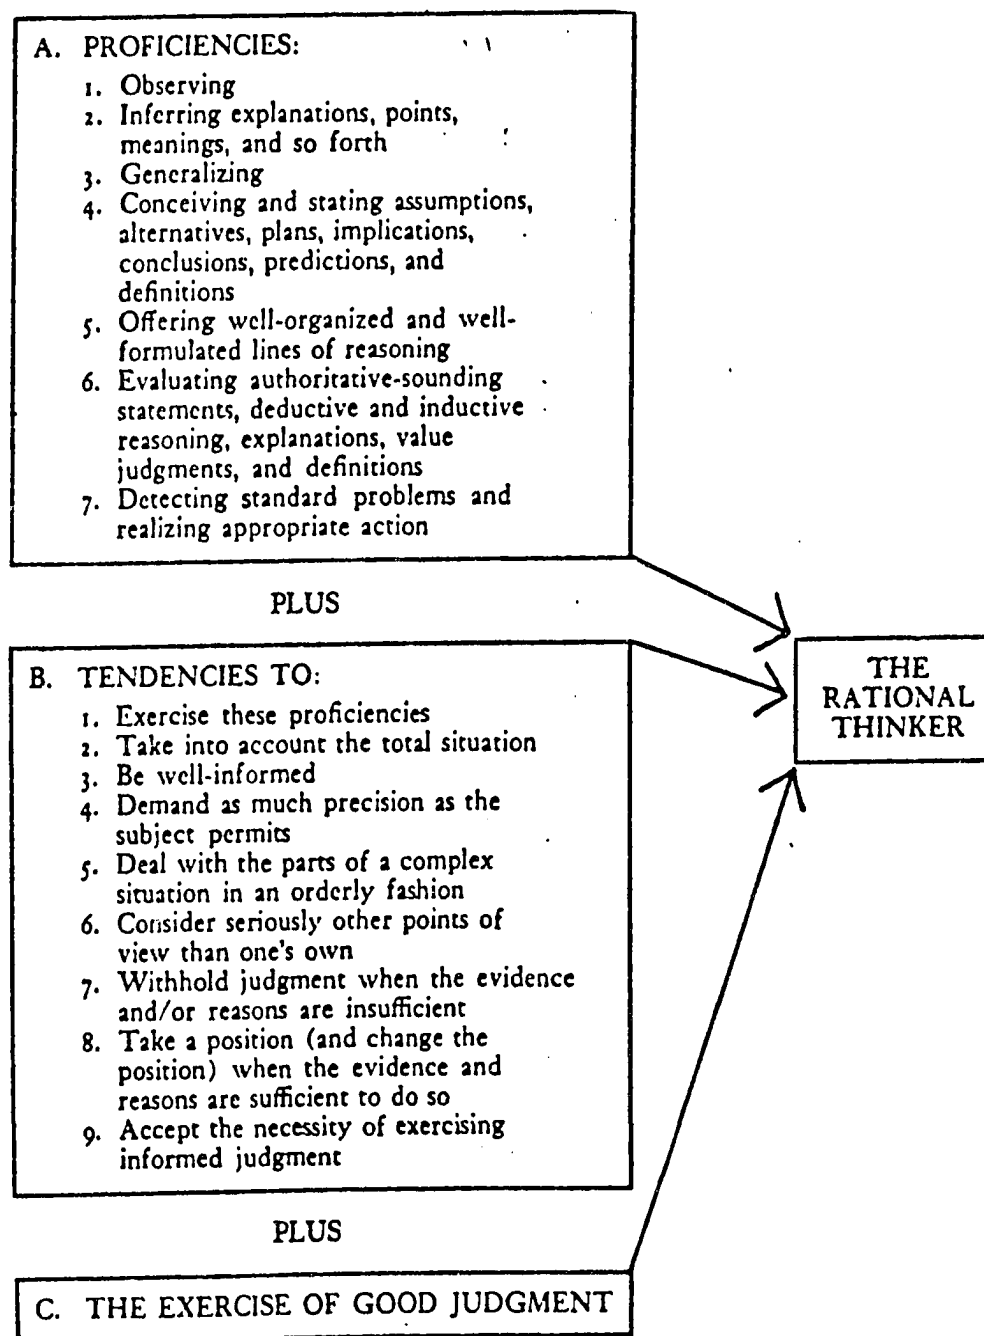 A. PROFICIENCIES:
1. Observing
2. Inferring explanations, points,
meanings, and so forth
3. Generalizing
4. Conceiving and stating assumptions,
alternatives, plans, implications,
conclusions, predictions, and
definitions
5. Offering well-organized and well-
formulated lines of reasoning
6. Evaluating authoritative-sounding
statements, deductive and inductive
reasoning, explanations, value
judgments, and definitions
7. Detecting standard problems and
realizing appropriate action
PLUS
B. TENDENCIES TO:
1. Exercise these proficiencies
2. Take into account the total situation
3. Be well-informed
4. Demand as much precision as the
subject permits
5. Deal with the parts of a complex
situation in an orderly fashion
6. Consider seriously other points of
view than one's own
7. Withhold judgment when the evidence
and/or reasons are insufficient
8. Take a position (and change the
position) when the evidence and
reasons are sufficient to do so
9. Accept the necessity of exercising
informed judgment
PLUS
C. THE EXERCISE OF GOOD JUDGMENT
THE
RATIONAL
THINKER